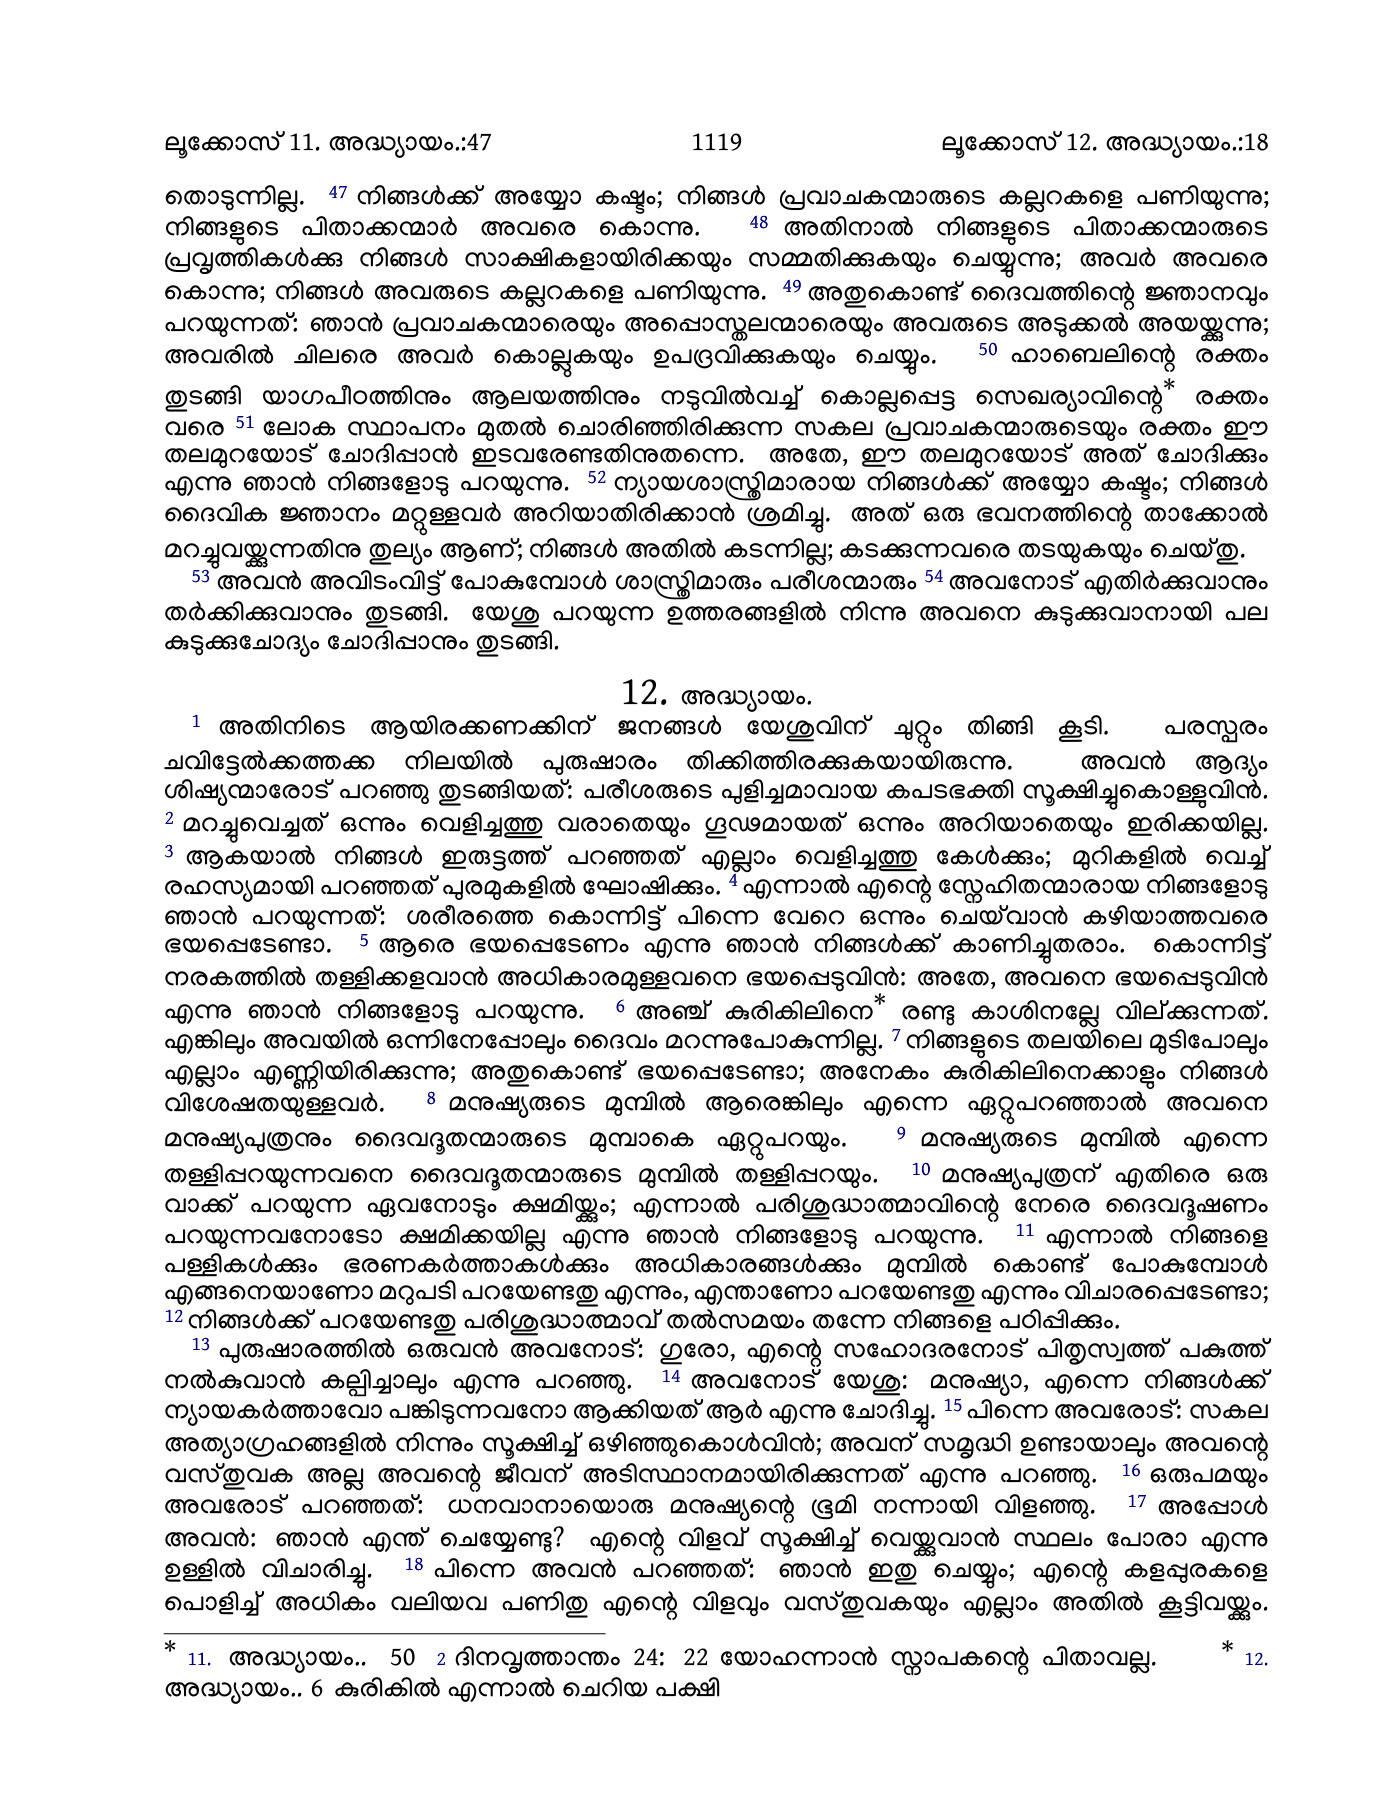 ലൂക്കോസ് 11. അദ്ധ്യായം.:47 1119 ലൂക്കോസ് 12. അദ്ധ്യായം.:18
തൊടുന്നില്ല. 47 നിങ്ങൾക്ക് അയ്യോ കഷ്ടം; നിങ്ങൾ പ്രവാചകന്മാരുടെ കല്ലറകളെ പണിയുന്നു;
നിങ്ങളുടെ പിതാക്കന്മാർ അവരെ കൊന്നു. 48 അതിനാൽ നിങ്ങളുടെ പിതാക്കന്മാരുടെ
പ്രവൃത്തികൾക്കു നിങ്ങൾ സാക്ഷികളായിരിക്കയും സമ്മതിക്കുകയും ചെയ്യുന്നു; അവർ അവരെ
കൊന്നു; നിങ്ങൾ അവരുടെ കല്ലറകളെ പണിയുന്നു. 49 അതുകൊണ്ട് ദൈവത്തിന്റെ ജ്ഞാനവും
പറയുന്നത്: ഞാൻ പ്രവാചകന്മാരെയും അപ്പൊസ്തലന്മാരെയും അവരുടെ അടുക്കൽ അയയ്ക്കുന്നു;
അവരിൽ ചിലരെ അവർ കൊല്ലുകയും ഉപദ്രവിക്കുകയും ചെയ്യും. 50 ഹാബെലിന്റെ രക്തം
തുടങ്ങി യാഗപീഠത്തിനും ആലയത്തിനും നടുവിൽവച്ച് കൊല്ലപ്പെട്ട സെഖര്യാവിന്റെ* രക്തം
വരെ 51 ലോക സ്ഥാപനം മുതൽ ചൊരിഞ്ഞിരിക്കുന്ന സകല പ്രവാചകന്മാരുടെയും രക്തം ഈ
തലമുറയോട് ചോദിപ്പാൻ ഇടവരേണ്ടതിനുതന്നെ. അതേ, ഈ തലമുറയോട് അത് ചോദിക്കും
എന്നു ഞാൻ നിങ്ങളോടു പറയുന്നു. 52 ന്യായശാസ്ത്രിമാരായ നിങ്ങൾക്ക് അയ്യോ കഷ്ടം; നിങ്ങൾ
ദൈവിക ജ്ഞാനം മറ്റുള്ളവർ അറിയാതിരിക്കാൻ ശ്രമിച്ചു. അത് ഒരു ഭവനത്തിന്റെ താക്കോൽ
മറച്ചുവയ്ക്കുന്നതിനു തുല്യം ആണ്; നിങ്ങൾ അതിൽ കടന്നില്ല; കടക്കുന്നവരെ തടയുകയും ചെയ്തു.
53 അവൻ അവിടംവിട്ട് പോകുമ്പോൾ ശാസ്ത്രിമാരും പരീശന്മാരും 54 അവനോട് എതിർക്കുവാനും
തർക്കിക്കുവാനും തുടങ്ങി. യേശു പറയുന്ന ഉത്തരങ്ങളിൽ നിന്നു അവനെ കുടുക്കുവാനായി പല
കുടുക്കുചോദ്യം ചോദിപ്പാനും തുടങ്ങി.
12. അദ്ധ്യായം.
1 അതിനിടെ ആയിരക്കണക്കിന് ജനങ്ങൾ യേശുവിന് ചുറ്റും തിങ്ങി കൂടി. പരസ്പരം
ചവിട്ടേൽക്കത്തക്ക നിലയിൽ പുരുഷാരം തിക്കിത്തിരക്കുകയായിരുന്നു. അവൻ ആദ്യം
ശിഷ്യന്മാരോട് പറഞ്ഞു തുടങ്ങിയത്: പരീശരുടെ പുളിച്ചമാവായ കപടഭക്തി സൂക്ഷിച്ചുകൊള്ളുവിൻ.
2 മറച്ചുവെച്ചത് ഒന്നും വെളിച്ചത്തു വരാതെയും ഗൂഢമായത് ഒന്നും അറിയാതെയും ഇരിക്കയില്ല.
3 ആകയാൽ നിങ്ങൾ ഇരുട്ടത്ത് പറഞ്ഞത് എല്ലാം വെളിച്ചത്തു കേൾക്കും; മുറികളിൽ വെച്ച്
രഹസ്യമായി പറഞ്ഞത് പുരമുകളിൽ ഘോഷിക്കും. 4 എന്നാൽ എന്റെ സ്നേഹിതന്മാരായ നിങ്ങളോടു
ഞാൻ പറയുന്നത്: ശരീരത്തെ കൊന്നിട്ട് പിന്നെ വേറെ ഒന്നും ചെയ്‌വാൻ കഴിയാത്തവരെ
ഭയപ്പെടേണ്ടാ. 5 ആരെ ഭയപ്പെടേണം എന്നു ഞാൻ നിങ്ങൾക്ക് കാണിച്ചുതരാം. കൊന്നിട്ട്
നരകത്തിൽ തള്ളിക്കളവാൻ അധികാരമുള്ളവനെ ഭയപ്പെടുവിൻ: അതേ, അവനെ ഭയപ്പെടുവിൻ
എന്നു ഞാൻ നിങ്ങളോടു പറയുന്നു. 6 അഞ്ച് കുരികിലിനെ* രണ്ടു കാശിനല്ലേ വില്ക്കുന്നത്.
എങ്കിലും അവയിൽ ഒന്നിനേപ്പോലും ദൈവം മറന്നുപോകുന്നില്ല. 7 നിങ്ങളുടെ തലയിലെ മുടിപോലും
എല്ലാം എണ്ണിയിരിക്കുന്നു; അതുകൊണ്ട് ഭയപ്പെടേണ്ടാ; അനേകം കുരികിലിനെക്കാളും നിങ്ങൾ
വിശേഷതയുള്ളവർ. 8 മനുഷ്യരുടെ മുമ്പിൽ ആരെങ്കിലും എന്നെ ഏറ്റുപറഞ്ഞാൽ അവനെ
മനുഷ്യപുത്രനും ദൈവദൂതന്മാരുടെ മുമ്പാകെ ഏറ്റുപറയും. 9 മനുഷ്യരുടെ മുമ്പിൽ എന്നെ
തള്ളിപ്പറയുന്നവനെ ദൈവദൂതന്മാരുടെ മുമ്പിൽ തള്ളിപ്പറയും. 10 മനുഷ്യപുത്രന് എതിരെ ഒരു
വാക്ക് പറയുന്ന ഏവനോടും ക്ഷമിയ്ക്കും; എന്നാൽ പരിശുദ്ധാത്മാവിന്റെ നേരെ ദൈവദൂഷണം
പറയുന്നവനോടോ ക്ഷമിക്കയില്ല എന്നു ഞാൻ നിങ്ങളോടു പറയുന്നു. 11 എന്നാൽ നിങ്ങളെ
പള്ളികൾക്കും ഭരണകർത്താകൾക്കും അധികാരങ്ങൾക്കും മുമ്പിൽ കൊണ്ട് പോകുമ്പോൾ
എങ്ങനെയാണോ മറുപടി പറയേണ്ടതു എന്നും, എന്താണോ പറയേണ്ടതു എന്നും വിചാരപ്പെടേണ്ടാ;
12 നിങ്ങൾക്ക് പറയേണ്ടതു പരിശുദ്ധാത്മാവ് തൽസമയം തന്നേ നിങ്ങളെ പഠിപ്പിക്കും.
13 പുരുഷാരത്തിൽ ഒരുവൻ അവനോട്: ഗുരോ, എന്റെ സഹോദരനോട് പിതൃസ്വത്ത് പകുത്ത്
നൽകുവാൻ കല്പിച്ചാലും എന്നു പറഞ്ഞു. 14 അവനോട് യേശു: മനുഷ്യാ, എന്നെ നിങ്ങൾക്ക്
ന്യായകർത്താവോ പങ്കിടുന്നവനോ ആക്കിയത് ആർ എന്നു ചോദിച്ചു. 15 പിന്നെ അവരോട്: സകല
അത്യാഗ്രഹങ്ങളിൽ നിന്നും സൂക്ഷിച്ച് ഒഴിഞ്ഞുകൊൾവിൻ; അവന് സമൃദ്ധി ഉണ്ടായാലും അവന്റെ
വസ്തുവക അല്ല അവന്റെ ജീവന് അടിസ്ഥാനമായിരിക്കുന്നത് എന്നു പറഞ്ഞു. 16 ഒരുപമയും
അവരോട് പറഞ്ഞത്: ധനവാനായൊരു മനുഷ്യന്റെ ഭൂമി നന്നായി വിളഞ്ഞു. 17 അപ്പോൾ
അവൻ: ഞാൻ എന്ത് ചെയ്യേണ്ടു? എന്റെ വിളവ് സൂക്ഷിച്ച് വെയ്ക്കുവാൻ സ്ഥലം പോരാ എന്നു
ഉള്ളിൽ വിചാരിച്ചു. 18 പിന്നെ അവൻ പറഞ്ഞത്: ഞാൻ ഇതു ചെയ്യും; എന്റെ കളപ്പുരകളെ
പൊളിച്ച് അധികം വലിയവ പണിതു എന്റെ വിളവും വസ്തുവകയും എല്ലാം അതിൽ കൂട്ടിവയ്ക്കും.
* 11. അദ്ധ്യായം.. 50 2 ദിനവൃത്താന്തം 24: 22 യോഹന്നാൻ സ്നാപകന്റെ പിതാവല്ല. * 12.
അദ്ധ്യായം.. 6 കുരികിൽ എന്നാൽ ചെറിയ പക്ഷി